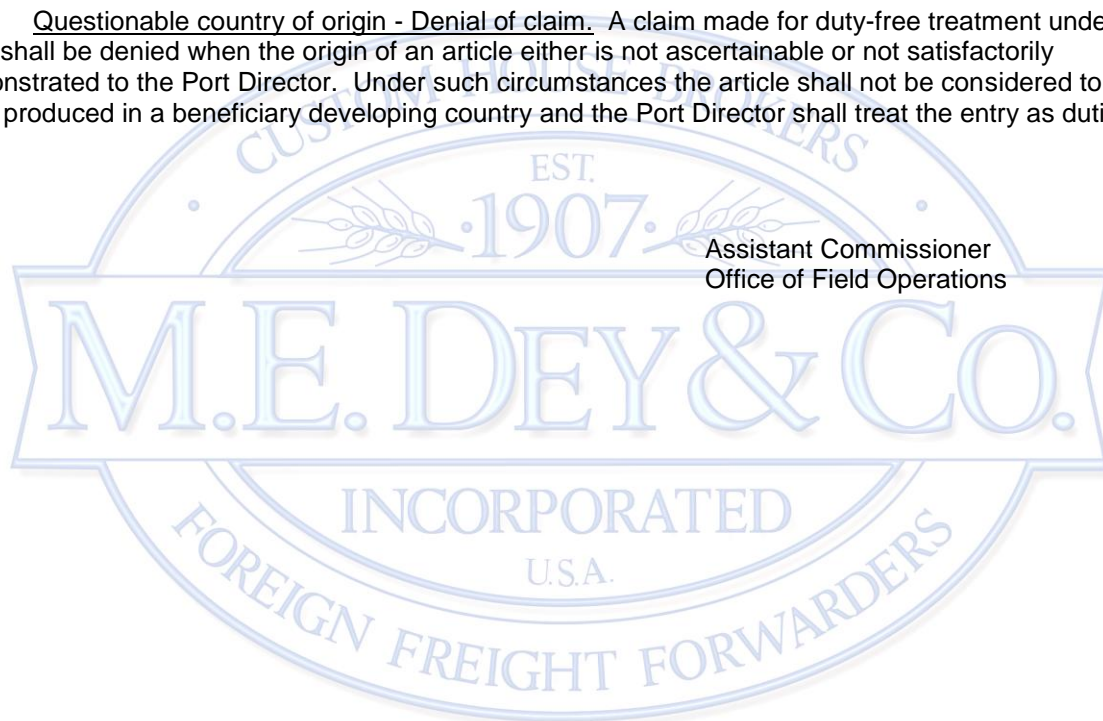 Questionable country of origin - Denial of claim. A claim made for duty-free treatment unde
shall be denied when the origin of an article either is not ascertainable or not satisfactorily
onstrated to the Port Director. Under such circumstances the article shall not be considered to
produced in a beneficiary developing country and the Port Director shall treat the entry as duti
CUSTOM HOUSE BROKERS
EST.
·1907·
Assistant Commissioner
Office of Field Operations
M.E. DEY & CO.
INCORPORATED
U.S.A.
FOREIGN FREIGHT FORWARDERS